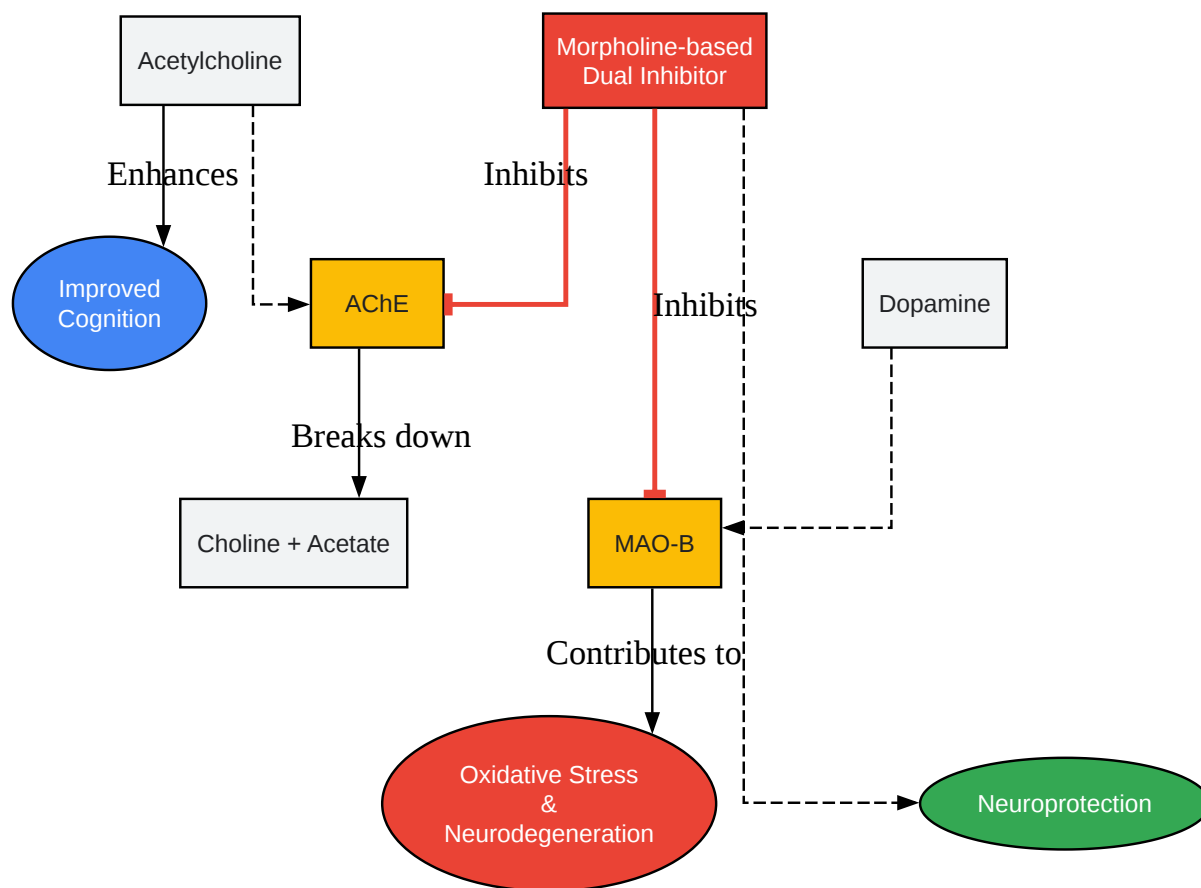 Acetylcholine
Morpholine-based
Dual Inhibitor
Enhances
Inhibits
Improved
Cognition
AChE
Inhibits
Dopamine
Breaks down
Choline + Acetate
MAO-B
Contributes to
Oxidative Stress
&
Neurodegeneration
Neuroprotection